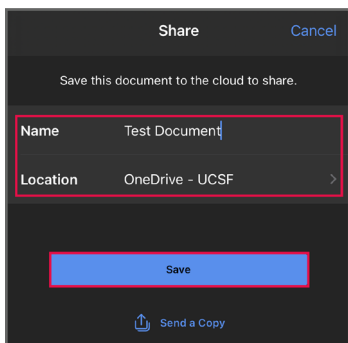 Share Cancel
Save this document to the cloud to share.
Name Test Document
Location OneDrive - UCSF
Save
Send a Copy